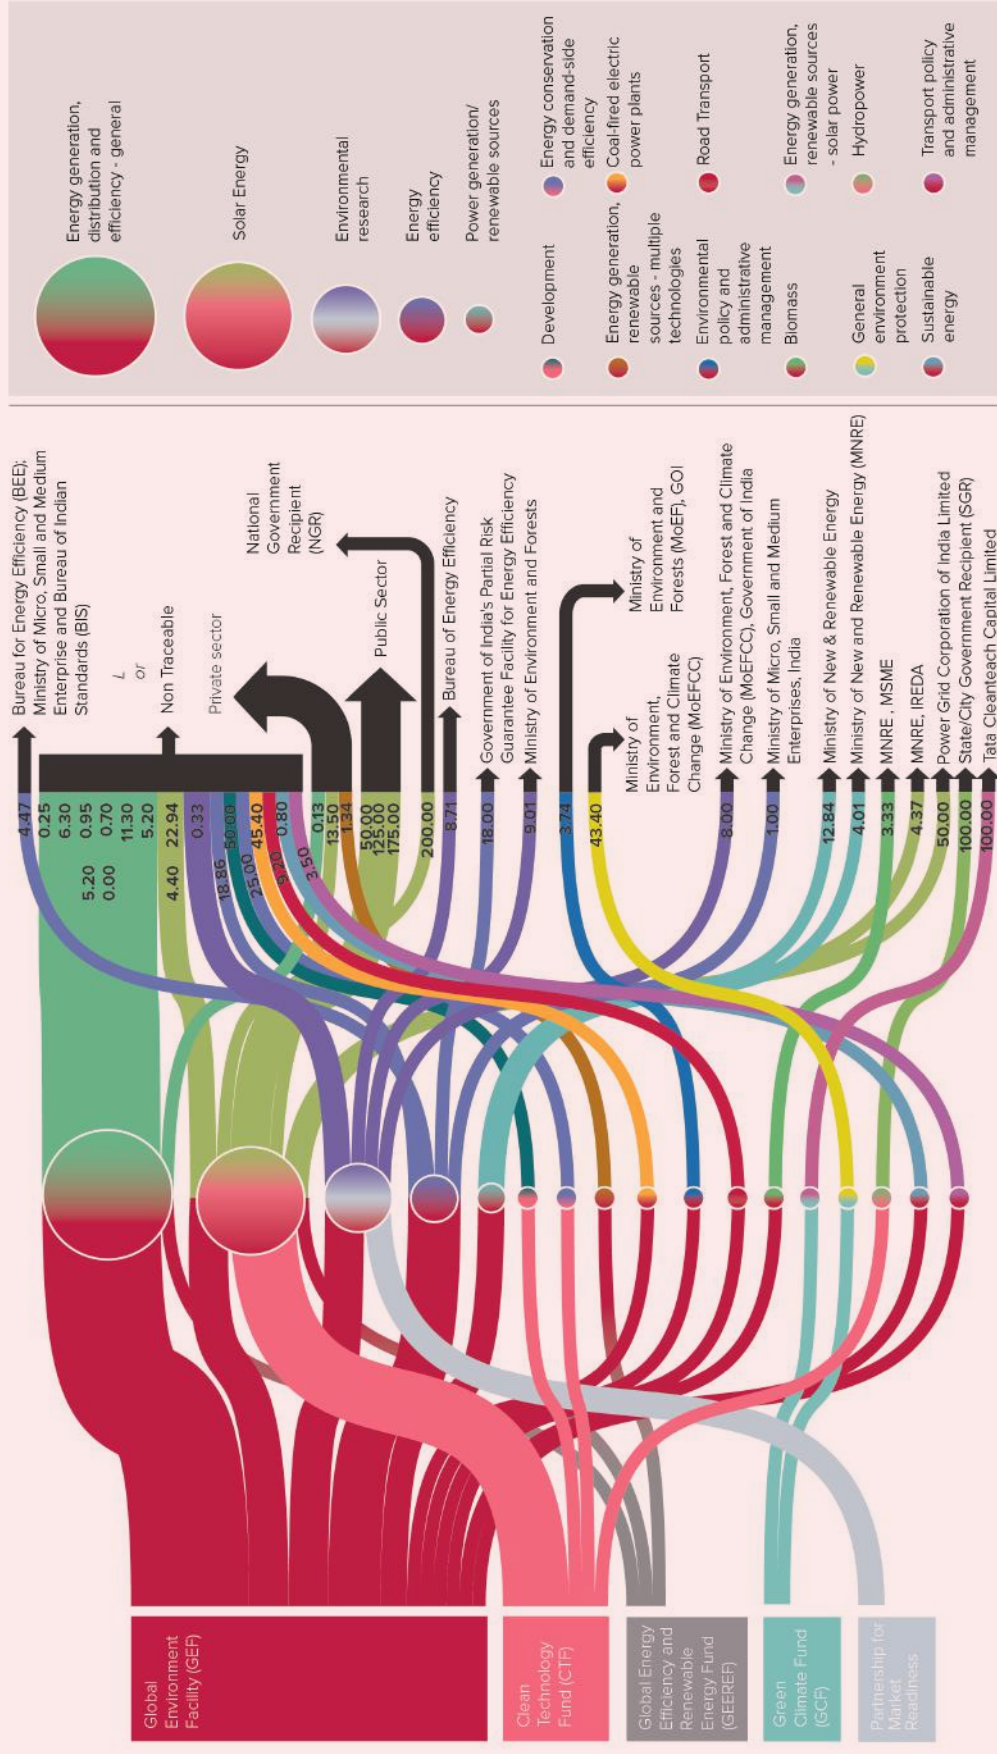 Global
Environment
Facility (GEF)
Clean
Technology
Fund (CTF)
Global Energy
Efficiency and
Renewable
Energy Fund
(GEEREF)
Green
Climate Fund
(GCF)
Partnership for
Market
Readiness
4.47
0.25
6.30
0.95
5.20
0.70
0.00
11.30
5.20
22.94
4.40
0.33
18.86
50.00
25.00
45.40
9.20
0.80
3.50
0.13
13.50
1.34
50.00
125.00
175.00
200.00
8.71
18.00
9.01
3.74
43.40
8.00
1.00
12.84
4.01
3.33
4.37
50.00
100.00
100.00
Bureau for Energy Efficiency (BEE);
Ministry of Micro, Small and Medium
Enterprise and Bureau of Indian
Standards (BIS)
L
or
Non Traceable
Private sector
National
Government
Recipient
(NGR)
Public Sector
Bureau of Energy Efficiency
Government of India's Partial Risk
Guarantee Facility for Energy Efficiency
Ministry of Environment and Forests
Ministry of
Environment and
Forests (MoEF), GOI
Ministry of
Environment,
Forest and Climate
Change (MoEFCC)
Ministry of Environment, Forest and Climate
Change (MoEFCC), Government of India
Ministry of Micro, Small and Medium
Enterprises, India
Ministry of New & Renewable Energy
Ministry of New and Renewable Energy (MNRE)
MNRE , MSME
MNRE, IREDA
Power Grid Corporation of India Limited
State/City Government Recipient (SGR)
Tata Cleanteach Capital Limited
Energy generation,
distribution and
efficiency - general
Solar Energy
Environmental
research
Energy
efficiency
Power generation/
renewable sources
Development
Energy generation,
renewable
sources - multiple
technologies
Environmental
policy and
administrative
management
Biomass
General
environment
protection
Sustainable
energy
Energy conservation
and demand-side
efficiency
Coal-fired electric
power plants
Road Transport
Energy generation,
renewable sources
- solar power
Hydropower
Transport policy
and administrative
management